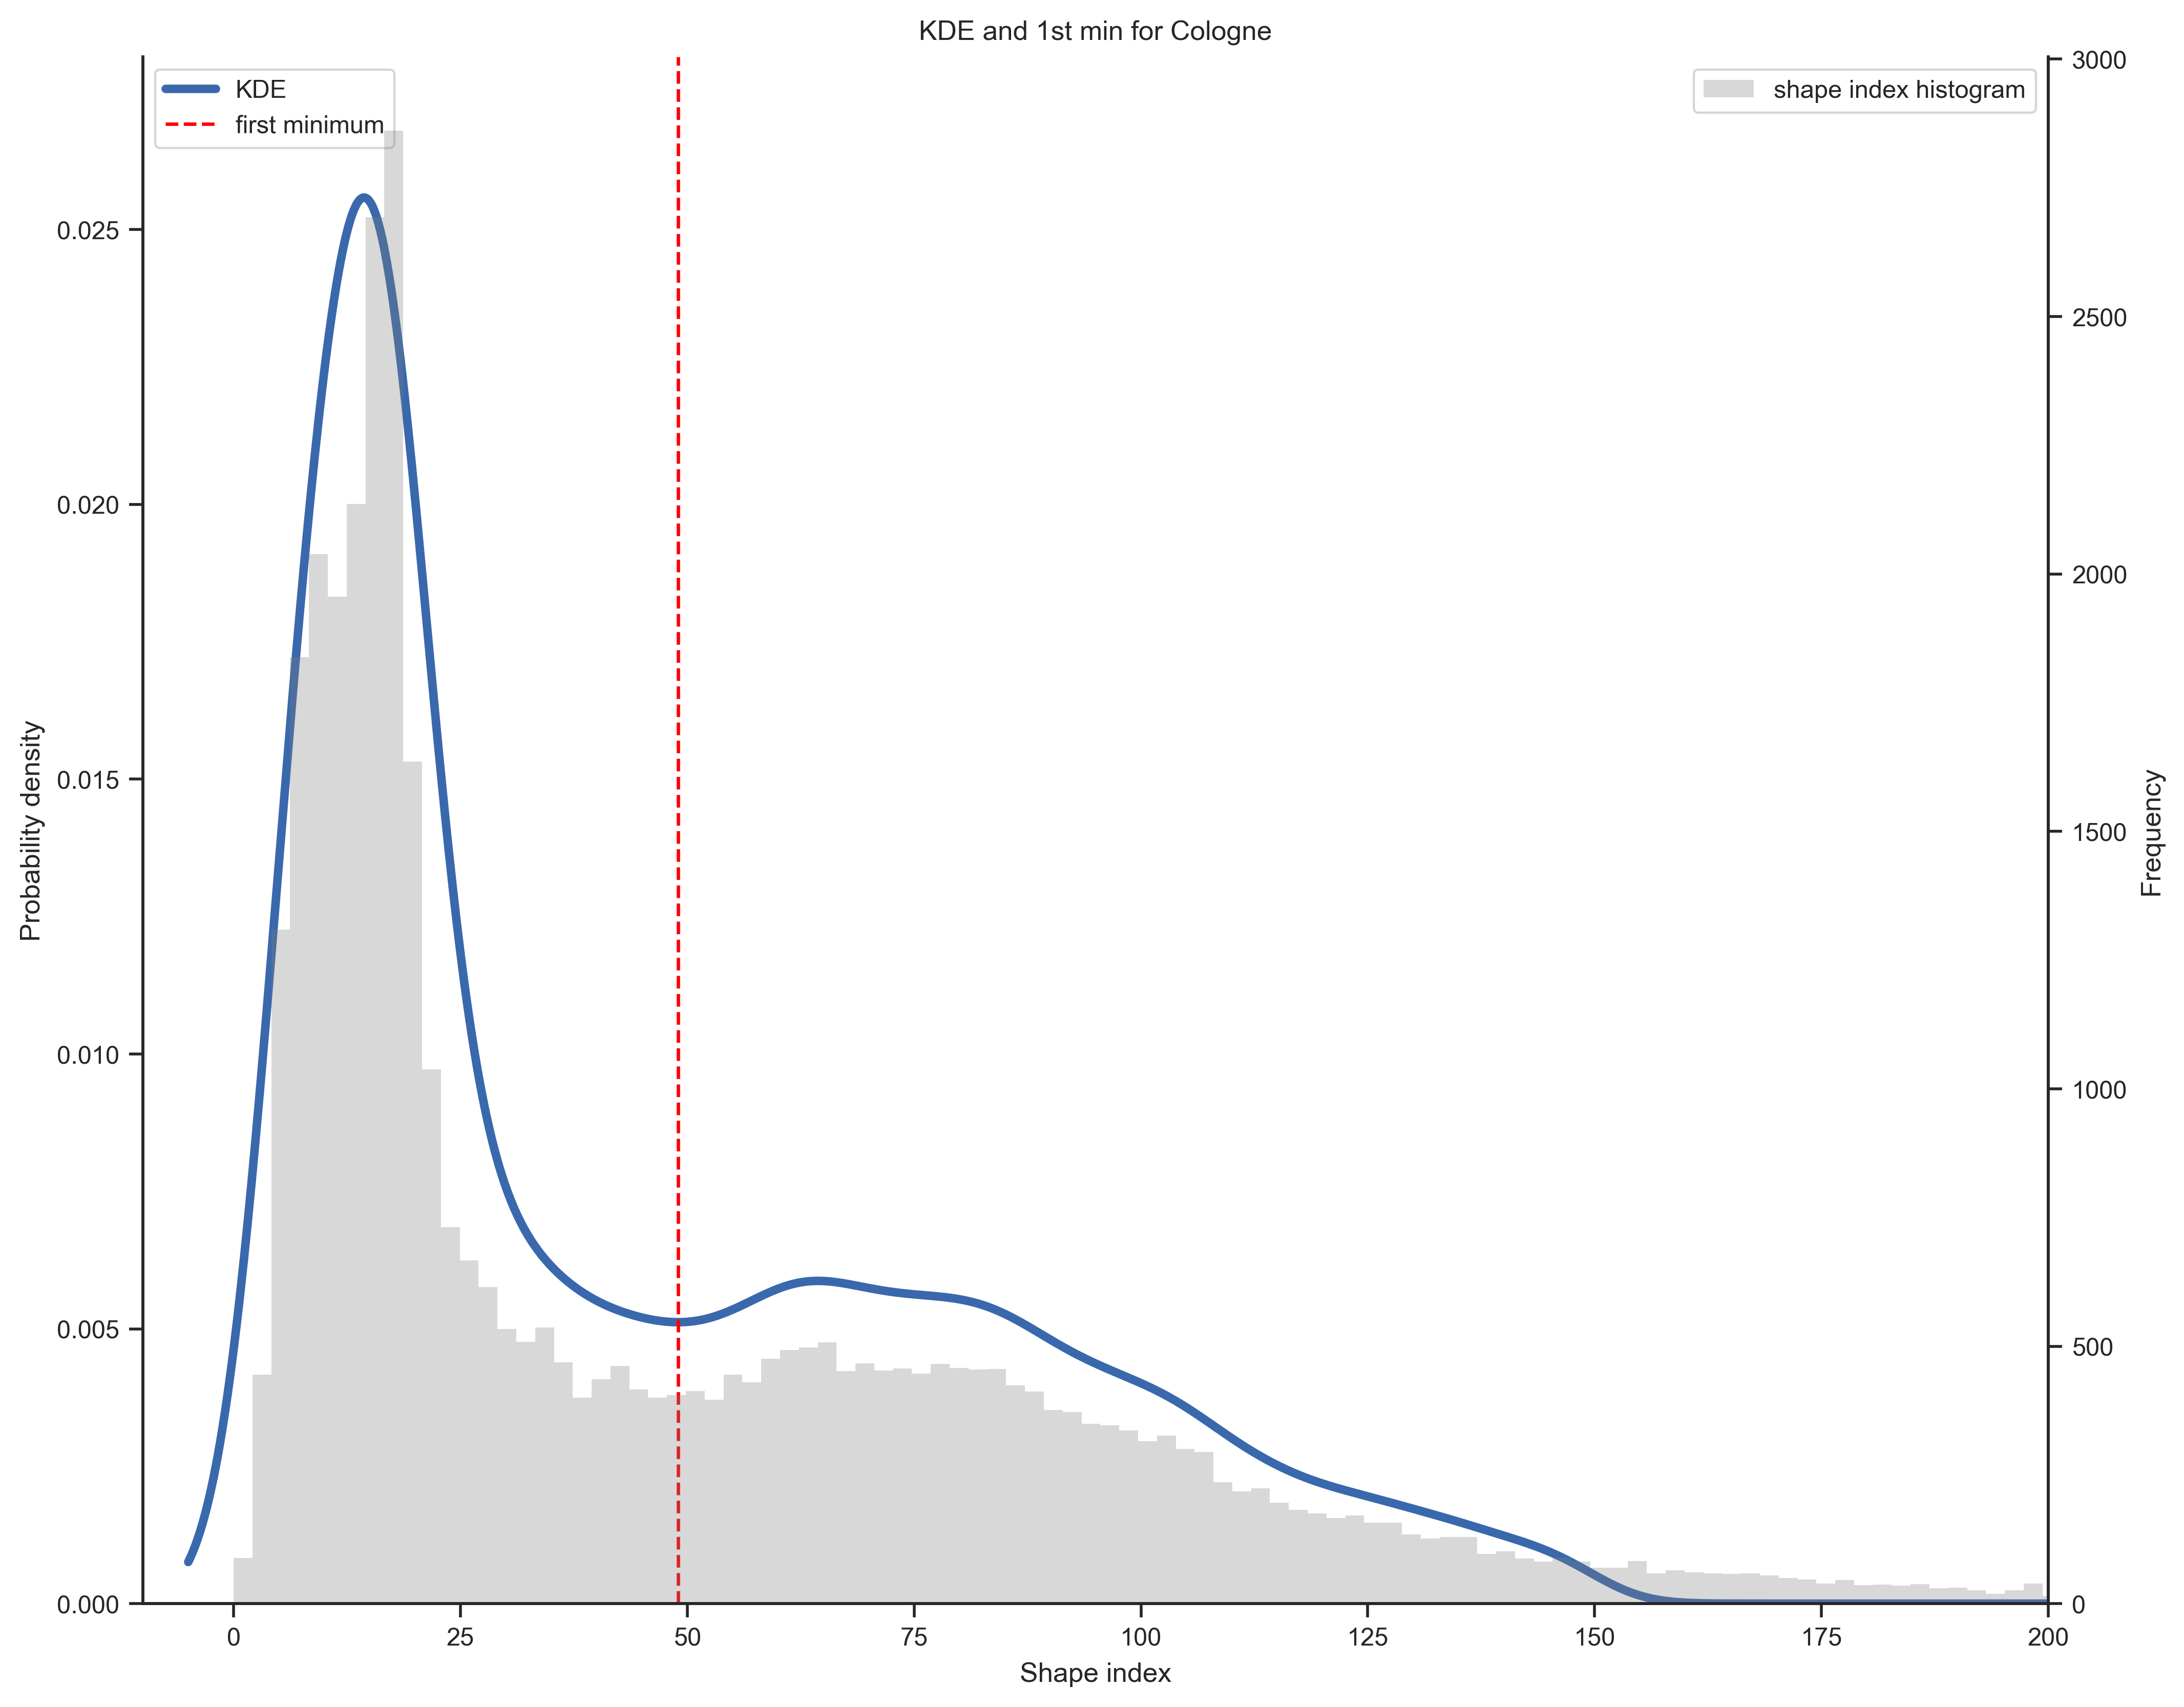 KDE and 1st min for Cologne
KDE
first minimum
shape index histogram
Probability density
0.025
0.020
0.015
0.010
0.005
0.000
3000
2500
2000
1500
1000
500
0
Frequency
0 25 50 75 100 125 150 175 200
Shape index